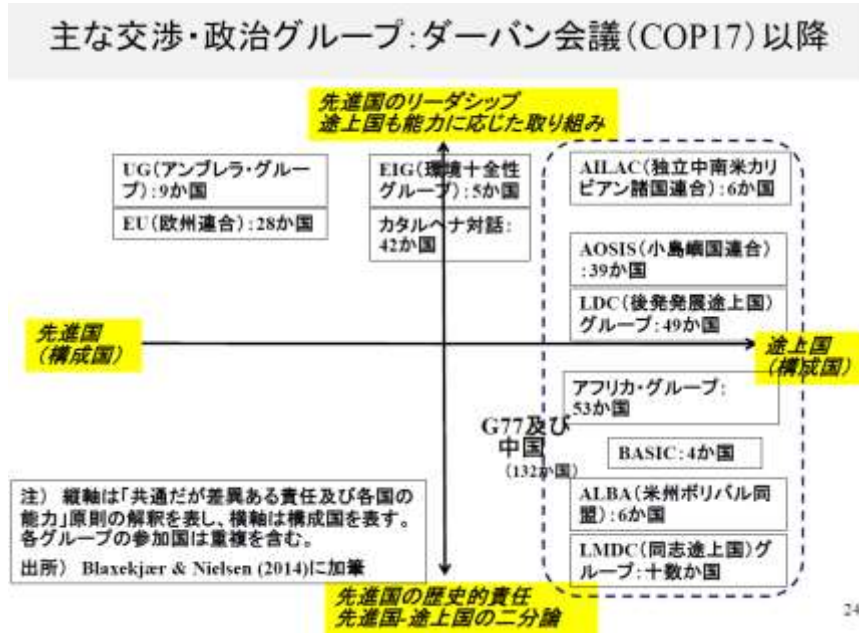 主な交渉・政治グループ:ダーバン会議(COP17)以降
先進国のリーダシップ
途上国も能力に応じた取り組み
UG(アンブレラ・グルー
プ):9か国
EU(欧州連合):28か国
EIG(環境十全性
グループ):5か国
カタルヘナ対話:
42か国
AILAC(独立中南米カリ
ビアン諸国連合):6か国
AOSIS(小島嶼国連合)
:39か国
LDC(後発発展途上国)
グループ:49か国
先進国
(構成国)
途上国
(構成国)
アフリカ・グループ:
53か国
G77及び
中国
(132か国)
BASIC:4か国
ALBA(米州ボリバル同
盟):6か国
LMDC(同志途上国)グ
ループ:十数か国
注) 縦軸は「共通だが差異ある責任及び各国の
能力」原則の解釈を表し、横軸は構成国を表す。
各グループの参加国は重複を含む。
出所) Blaxekjær & Nielsen (2014)に加筆
先進国の歴史的責任
先進国-途上国の二分論
24